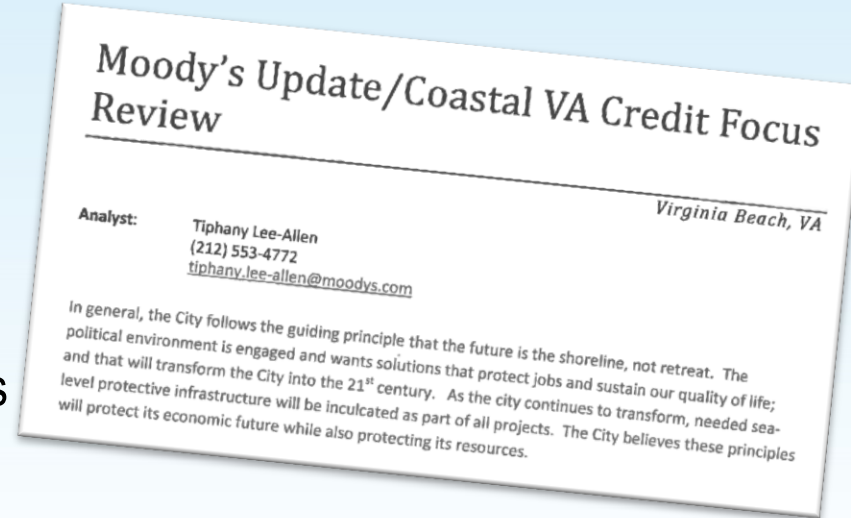 Moody's Update/Coastal VA Credit Focus
Review
Virginia Beach, VA
Analyst:
Tiphany Lee-Allen
(212) 553-4772
tiphany.lee-allen@moodys.com
In general, the City follows the guiding principle that the future is the shoreline, not retreat. The
political environment is engaged and wants solutions that protect jobs and sustain our quality of life;
and that will transform the City into the 21st century. As the city continues to transform, needed sea-
level protective infrastructure will be inculcated as part of all projects. The City believes these principles
will protect its economic future while also protecting its resources.
s